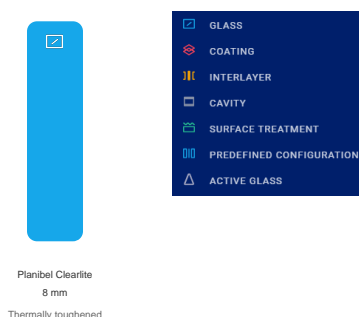 GLASS
COATING
INTERLAYER
CAVITY
SURFACE TREATMENT
PREDEFINED CONFIGURATION
ACTIVE GLASS
Planibel Clearlite
8 mm
Thermally toughened